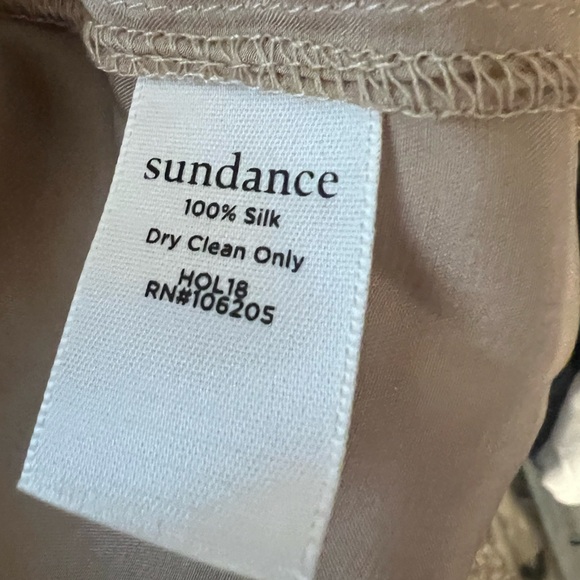 sundance
100% Silk
Dry Clean Only
HOL18
RN#106205